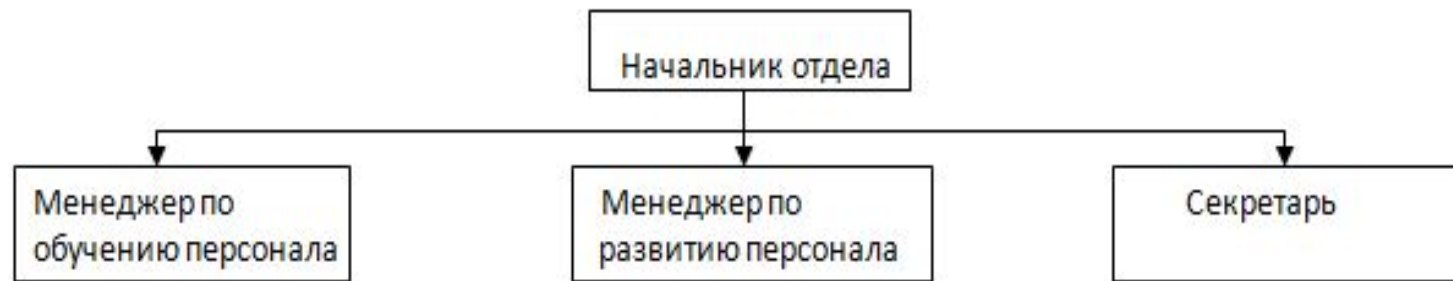 Начальник отдела
Менеджер по
обучению персонала
Менеджер по
развитию персонала
Секретарь